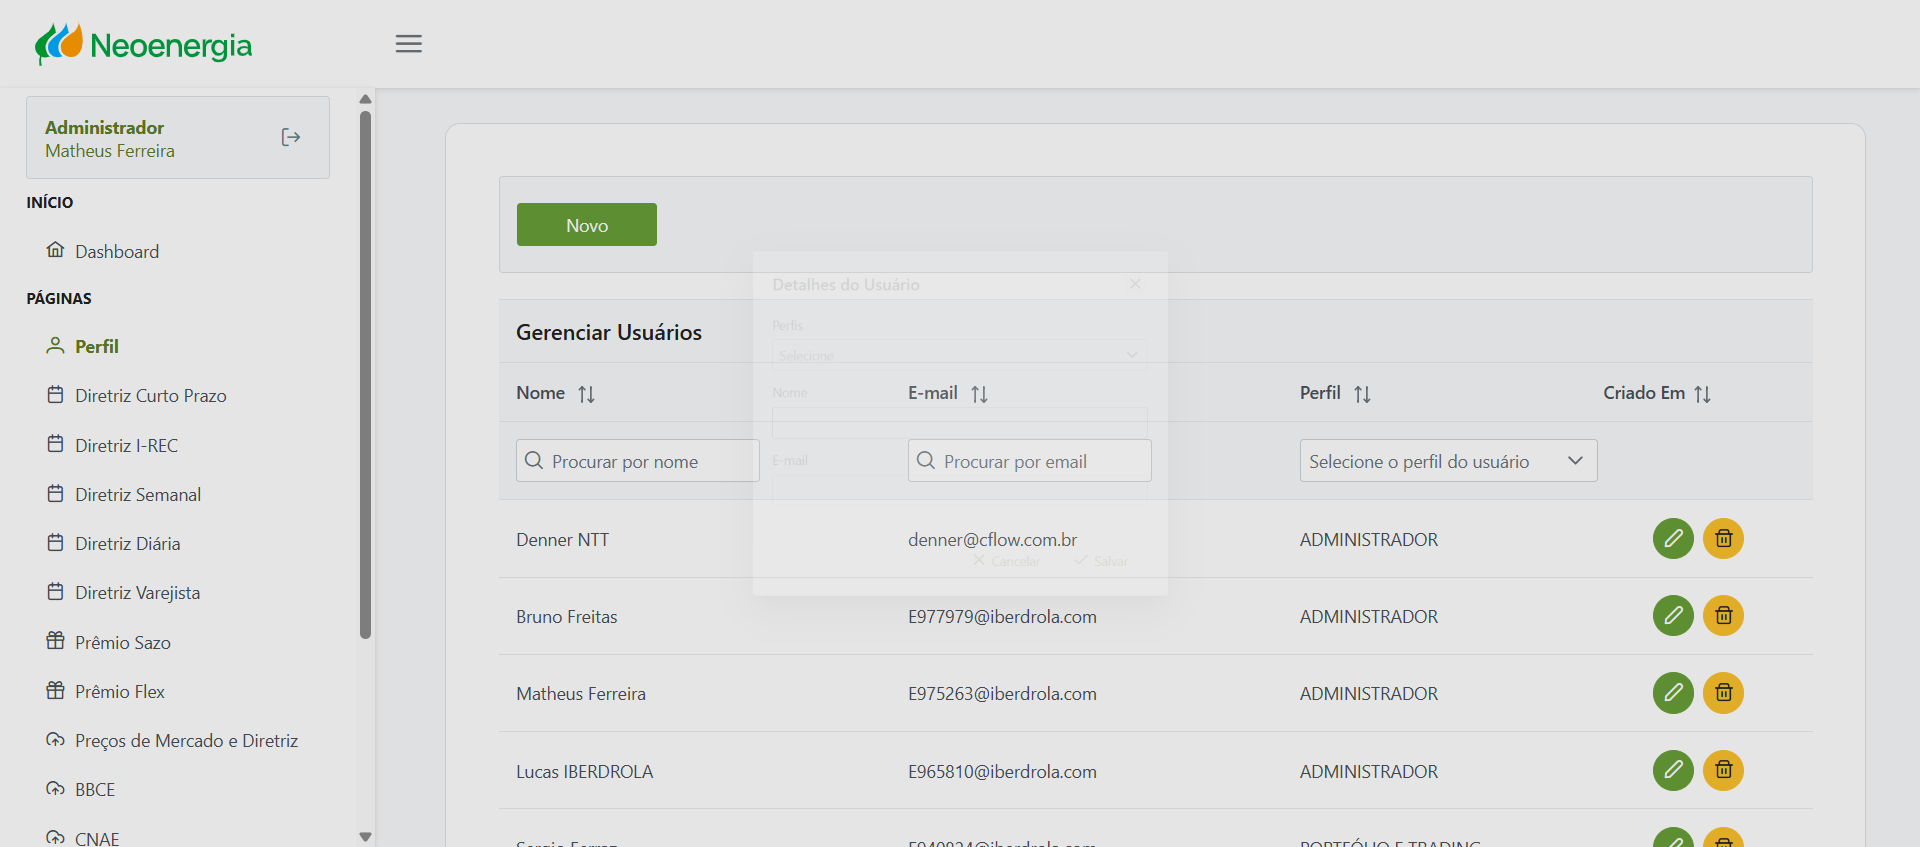 Neoenergia
Administrador
Matheus Ferreira
INÍCIO
Dashboard
PÁGINAS
Perfil
Diretriz Curto Prazo
Diretriz I-REC
Diretriz Semanal
Diretriz Diária
Diretriz Varejista
Prêmio Sazo
Prêmio Flex
Preços de Mercado e Diretriz
BBCE
CNAE
Novo
Gerenciar Usuários
Nome E-mail Perfil Criado Em
Procurar por nome Procurar por email Selecione o perfil do usuário
Denner NTT denner@cflow.com.br ADMINISTRADOR
Bruno Freitas E977979@iberdrola.com ADMINISTRADOR
Matheus Ferreira E975263@iberdrola.com ADMINISTRADOR
Lucas IBERDROLA E965810@iberdrola.com ADMINISTRADOR
Detalhes do Usuário
Perfis
Selecione
Nome
E-mail
Cancelar Salvar